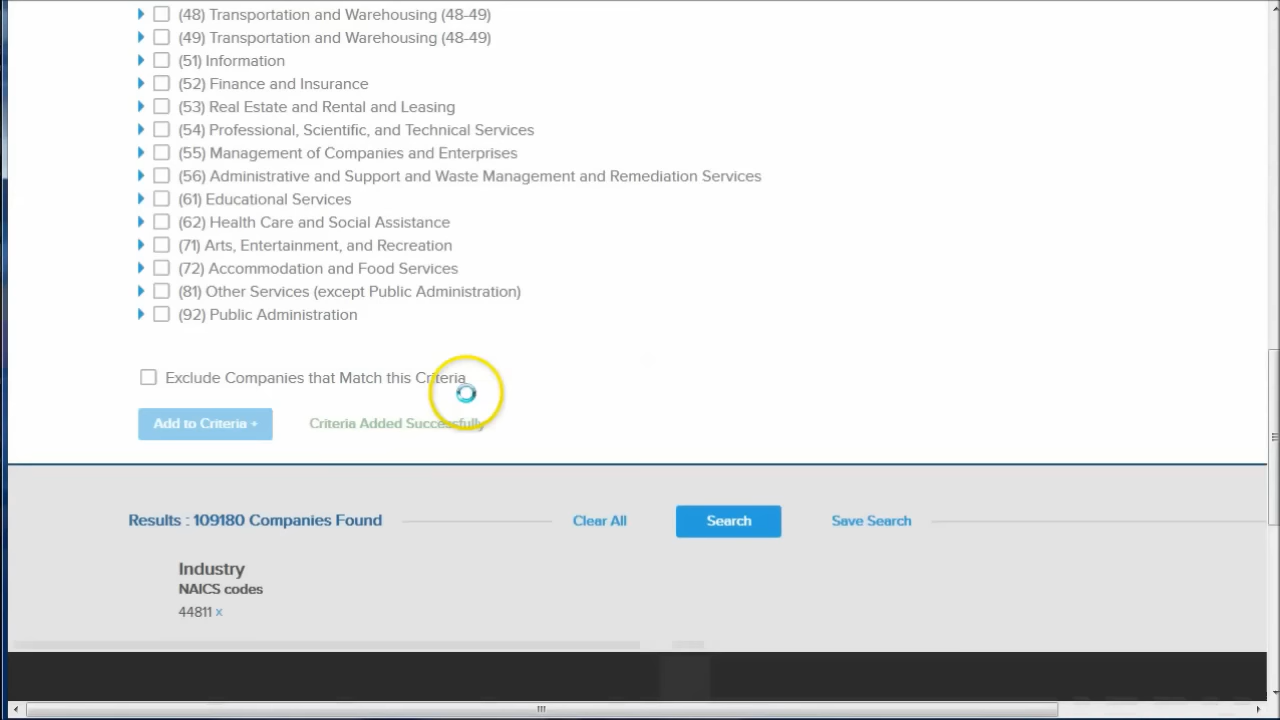 (48) Transportation and Warehousing (48-49)
(49) Transportation and Warehousing (48-49)
(51) Information
(52) Finance and Insurance
(53) Real Estate and Rental and Leasing
(54) Professional, Scientific, and Technical Services
(55) Management of Companies and Enterprises
(56) Administrative and Support and Waste Management and Remediation Services
(61) Educational Services
(62) Health Care and Social Assistance
(71) Arts, Entertainment, and Recreation
(72) Accommodation and Food Services
(81) Other Services (except Public Administration)
(92) Public Administration
Exclude Companies that Match this Criteria
Add to Criteria + Criteria Added Successfully
Results : 109180 Companies Found Clear All Search Save Search
Industry
NAICS codes
44811 x